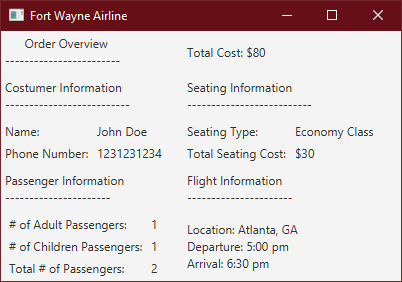 Fort Wayne Airline
Order Overview
-----------------------
Total Cost: $80
Costumer Information
-------------------------
Seating Information
-------------------------
Name: John Doe
Phone Number: 1231231234
Seating Type: Economy Class
Total Seating Cost: $30
Passenger Information
---------------------
Flight Information
---------------------
# of Adult Passengers: 1
# of Children Passengers: 1
Total # of Passengers: 2
Location: Atlanta, GA
Departure: 5:00 pm
Arrival: 6:30 pm